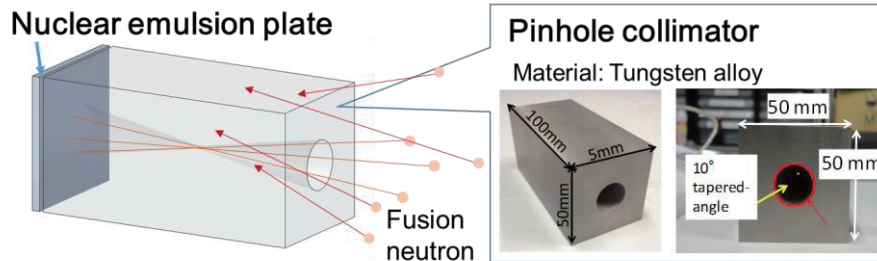 Nuclear emulsion plate
Fusion
neutron
Pinhole collimator
Material: Tungsten alloy
100mm
5mm
50mm
50 mm
50 mm
10°
tapered-
angle